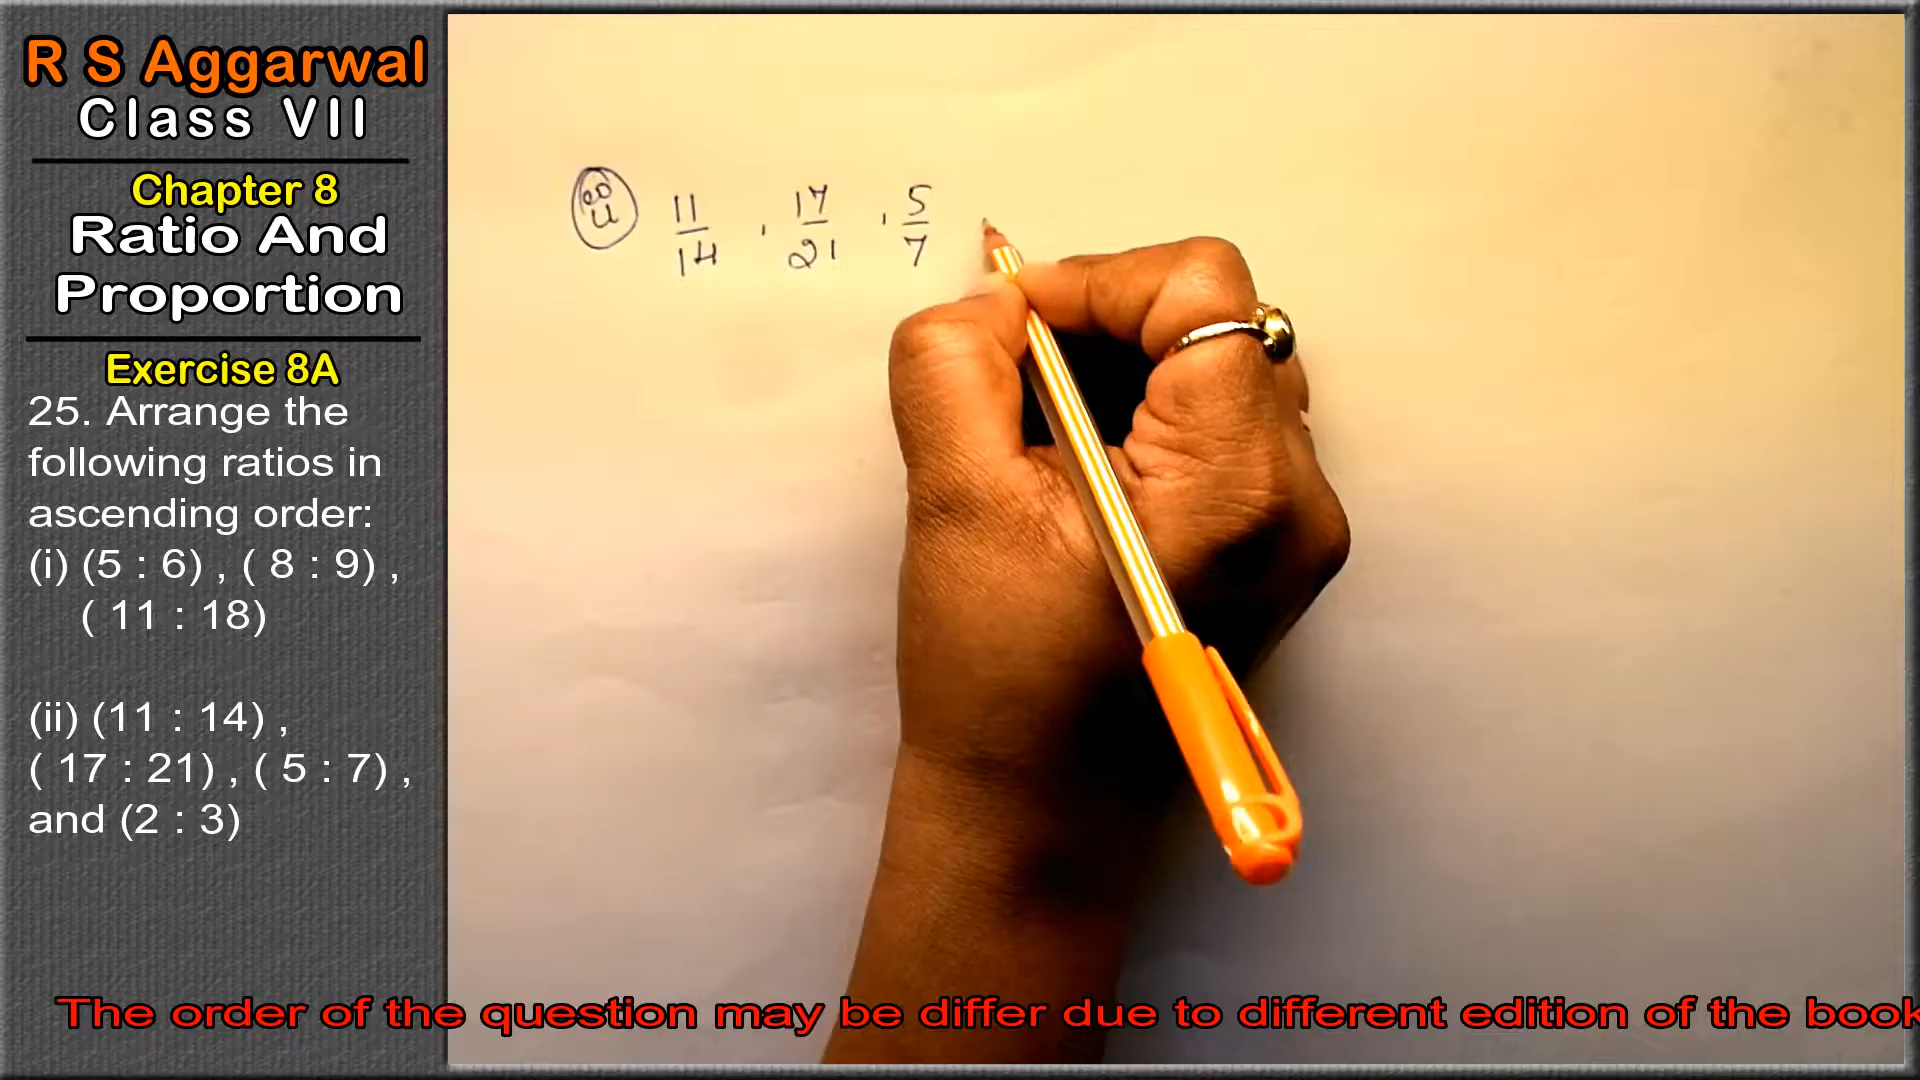 R S Aggarwal
Class VII
Chapter 8
Ratio And
Proportion
Exercise 8A
25. Arrange the
following ratios in
ascending order:
(i) (5 : 6) , ( 8 : 9) ,
( 11 : 18)
(ii) (11 : 14) ,
( 17 : 21) , ( 5 : 7) ,
and (2 : 3)
11/14 , 17/21 , 5/7
The order of the question may be differ due to different edition of the book